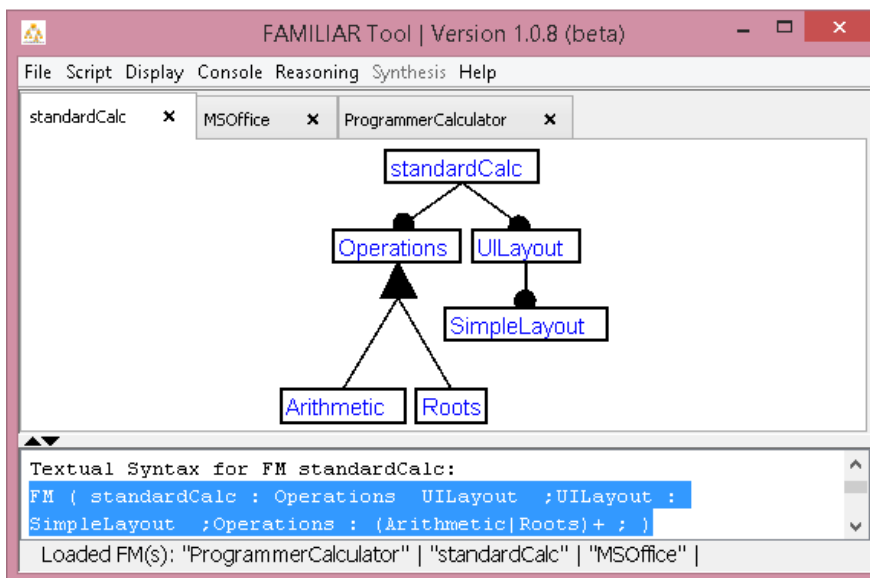 FAMILIAR Tool | Version 1.0.8 (beta)
File Script Display Console Reasoning Synthesis Help
standardCalc x MSOffice x ProgrammerCalculator x
standardCalc
Operations UILayout
SimpleLayout
Arithmetic Roots
Textual Syntax for FM standardCalc:
FM ( standardCalc : Operations UILayout ;UILayout :
SimpleLayout ;Operations : (Arithmetic|Roots)+ ; )
Loaded FM(s): "ProgrammerCalculator" | "standardCalc" | "MSOffice" |